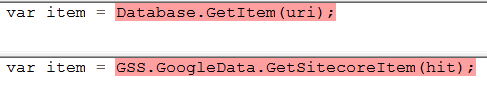 var item = Database.GetItem(uri);
var item = GSS.GoogleData.GetSitecoreItem(hit);